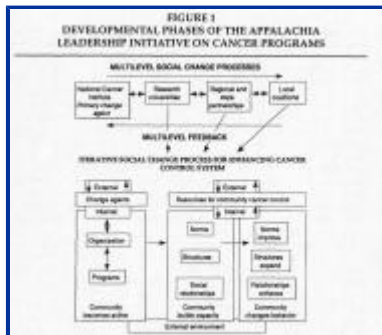 FIGURE 1
DEVELOPMENTAL PHASES OF THE APPALACHIA
LEADERSHIP INITIATIVE ON CANCER PROGRAMS
MULTILEVEL SOCIAL CHANGE PROCESSES
National Cancer
Institute
Primary change
agent
Research
universities
Regional and
state
partnerships
Local
coalitions
MULTILEVEL FEEDBACK
ITERATIVE SOCIAL CHANGE PROCESS FOR ENHANCING CANCER
CONTROL SYSTEM
External
External
Change agents
Resources for community cancer control
Internal
Internal
Organization
Programs
Community
becomes active
Norms
Structures
Social
relationships
Community
builds capacity
Norms
improve
Structures
expand
Relationships
enhance
Community
changes behavior
External environment